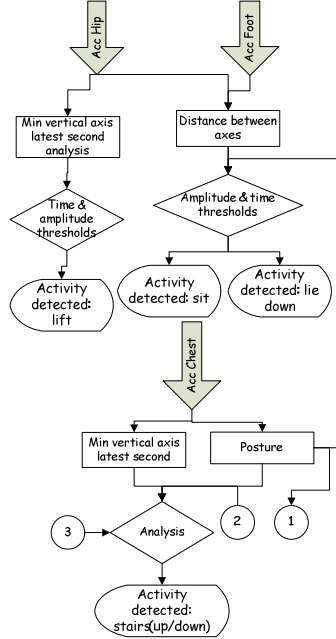 Acc Hip
Acc Foot
Min vertical axis
latest second
analysis
Distance between
axes
Time &
amplitude
thresholds
Amplitude & time
thresholds
Activity
detected:
lift
Activity
detected: sit
Activity
detected: lie
down
Acc Chest
Min vertical axis
latest second
Posture
3
Analysis
2
1
Activity
detected:
stairs(up/down)